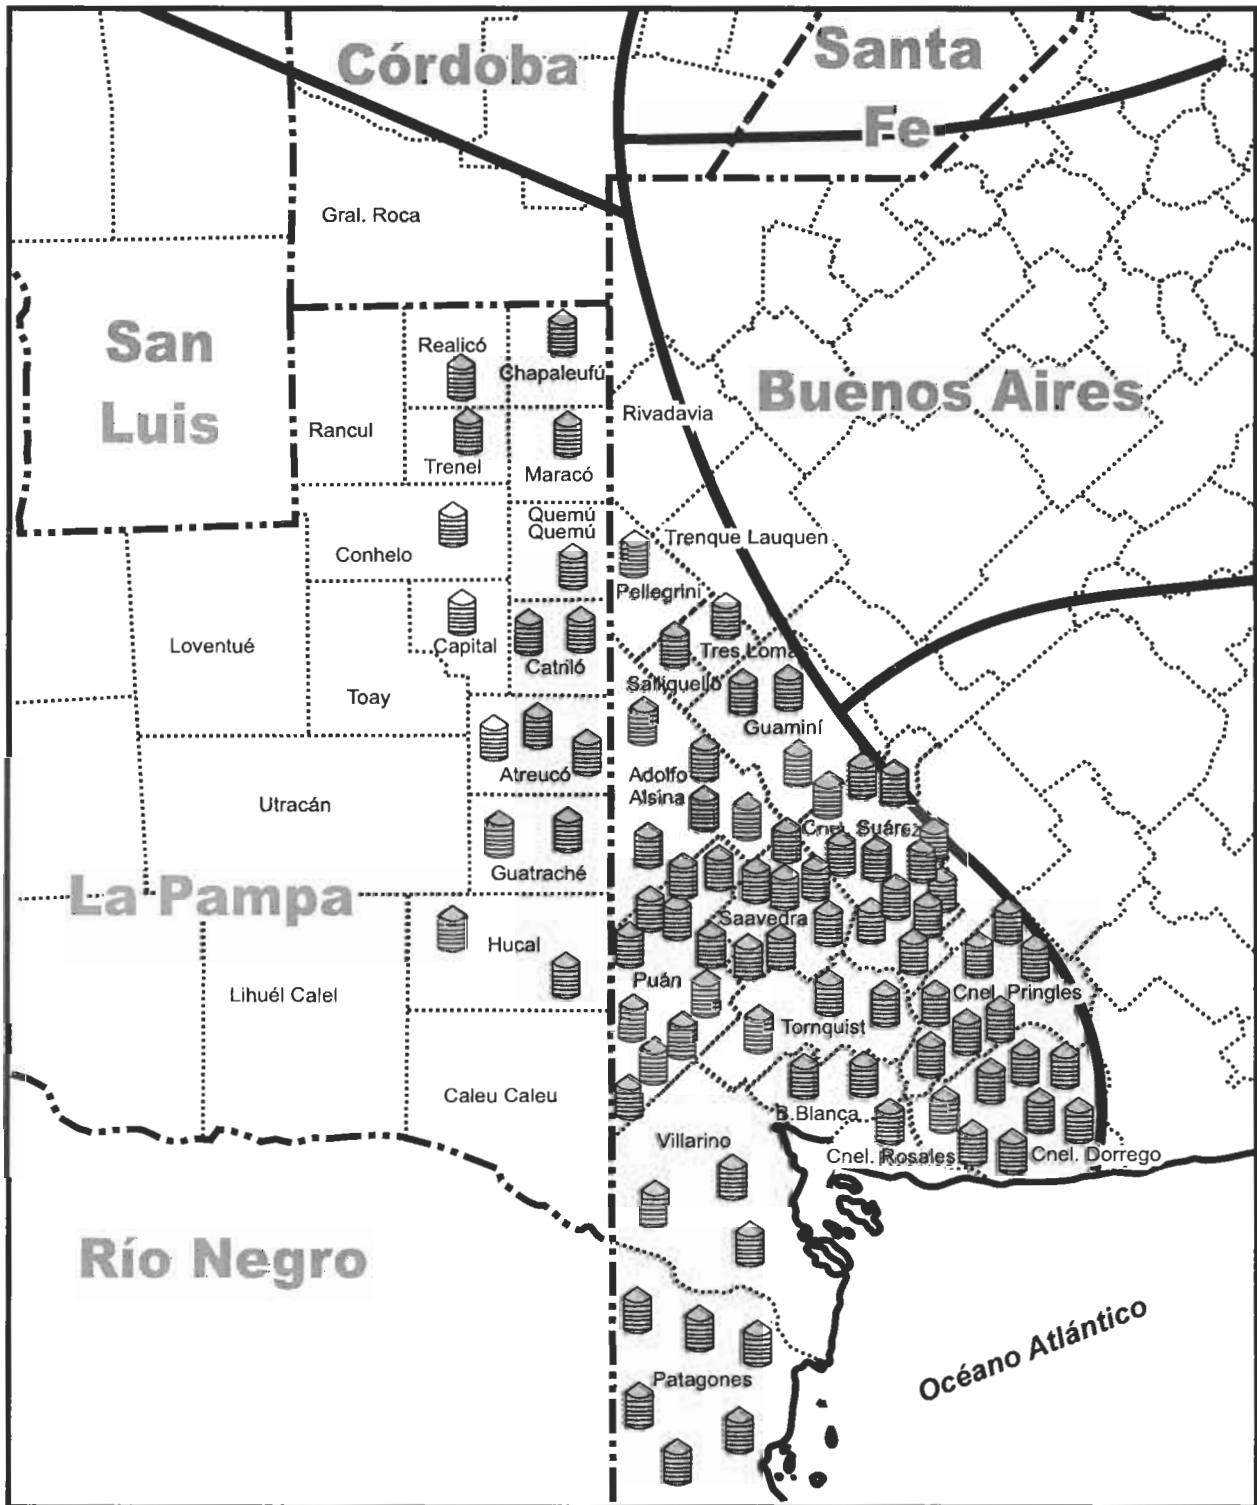 Córdoba
Santa
Fe
Gral. Roca
San
Luis
Realicó
Chapaleufú
Buenos Aires
Rivadavia
Rancul
Trenel
Maracó
Quemú
Quemú
Conhelo
Trenque Lauquen
Pellegrini
Loventué
Capital
Catriló
Tres Lomas
Salliquelló
Toay
Guaminí
Atreucó
Adolfo
Alsina
Utracán
Cnel. Suárez
Guatraché
La Pampa
Saavedra
Hucal
Puán
Lihuél Calel
Cnel. Pringles
Tornquist
Caleu Caleu
B.Blanca
Villarino
Cnel. Rosales
Cnel. Dorrego
Río Negro
Océano Atlántico
Patagones